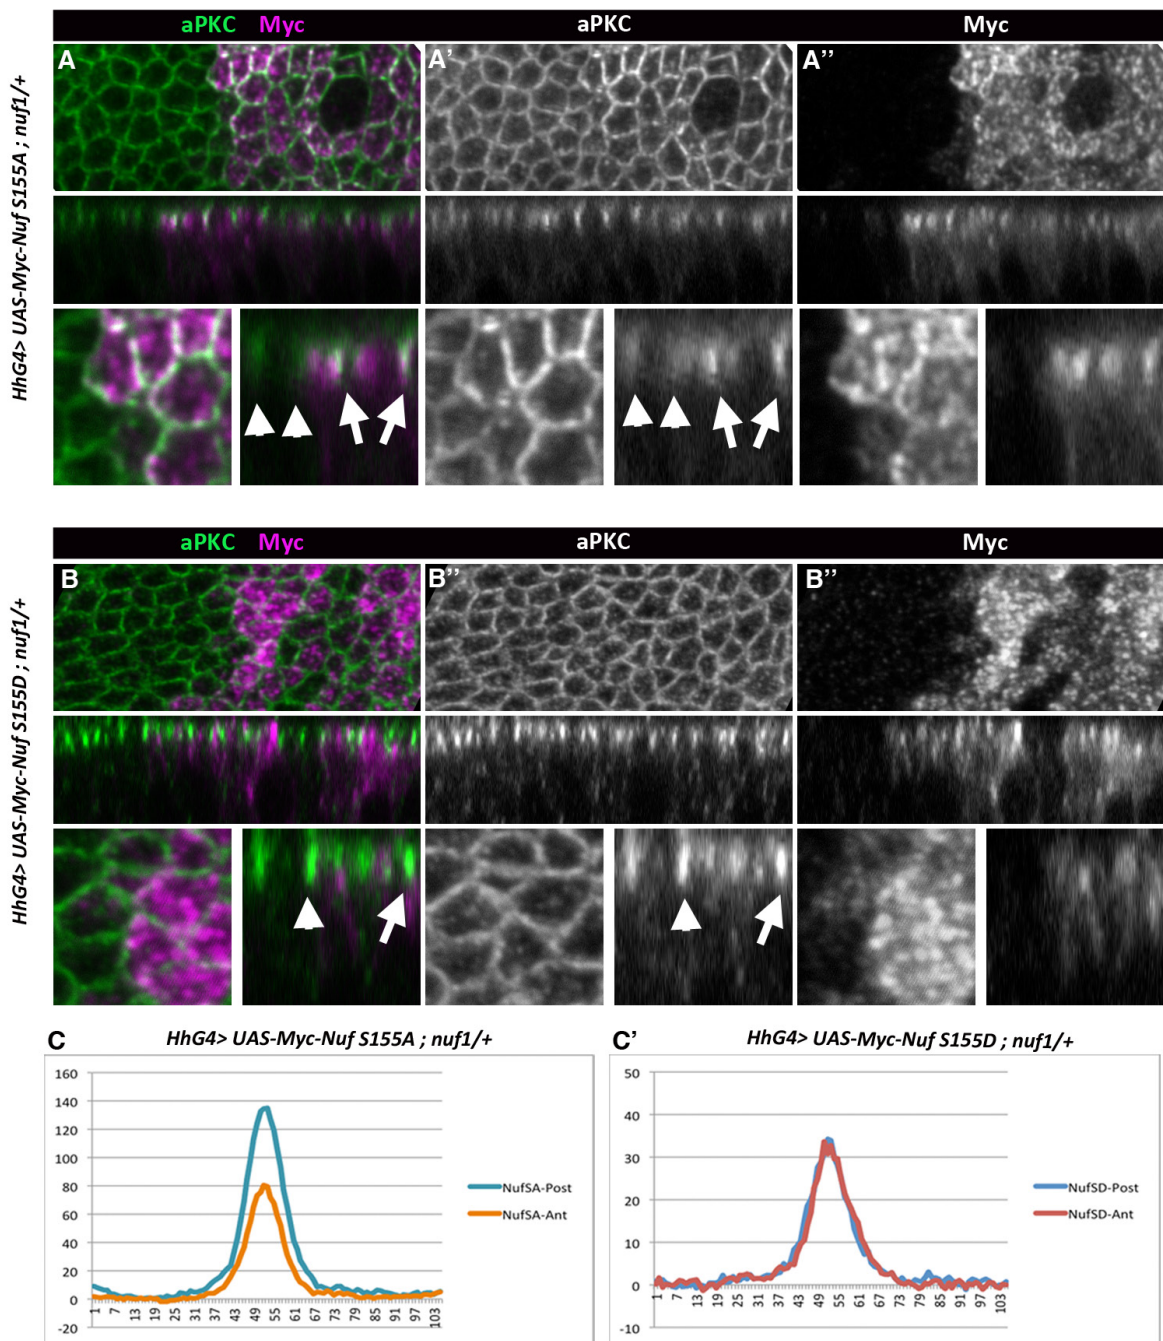 aPKC Myc aPKC Myc
HhG4> UAS-Myc-Nuf S155A ; nuf1/+
A A' A''
aPKC Myc aPKC Myc
HhG4> UAS-Myc-Nuf S155D ; nuf1/+
B B'' B''
C HhG4> UAS-Myc-Nuf S155A ; nuf1/+
160
140
120
100
80
60
40
20
0
-20
1 7 13 19 25 31 37 43 49 55 61 67 73 79 85 91 97 103
NufSA-Post
NufSA-Ant
C' HhG4> UAS-Myc-Nuf S155D ; nuf1/+
50
40
30
20
10
0
-10
1 7 13 19 25 31 37 43 49 55 61 67 73 79 85 91 97 103
NufSD-Post
NufSD-Ant